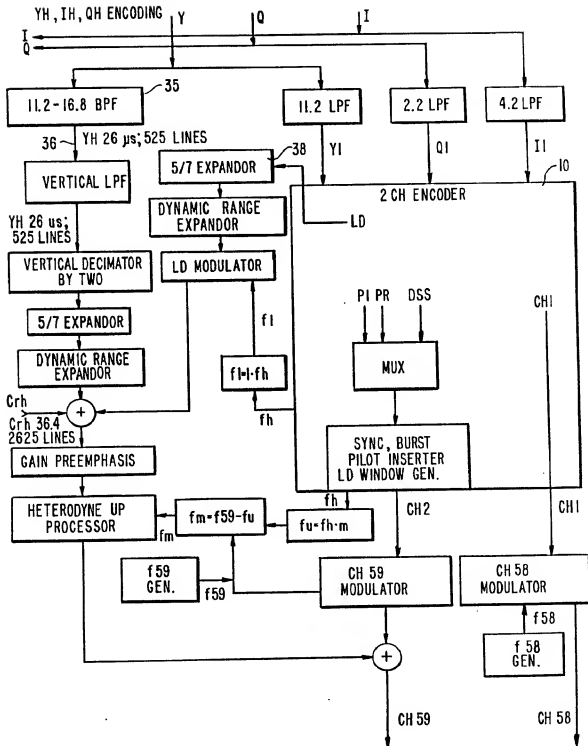 YH, IH, QH ENCODING
Y
Q
I
I
Q
11.2-16.8 BPF
35
11.2 LPF
2.2 LPF
4.2 LPF
36
YH 26 μs; 525 LINES
Y1
Q1
I1
10
VERTICAL LPF
5/7 EXPANDOR
38
2 CH ENCODER
LD
YH 26 us;
525 LINES
DYNAMIC RANGE
EXPANDOR
VERTICAL DECIMATOR
BY TWO
LD MODULATOR
PI PR
DSS
CH1
5/7 EXPANDOR
f1
DYNAMIC RANGE
EXPANDOR
f1=1·fh
MUX
fh
Crh
+
Crh 36.4
2625 LINES
SYNC, BURST
PILOT INSERTER
LD WINDOW GEN.
GAIN PREEMPHASIS
HETERODYNE UP
PROCESSOR
fm
fm=f59-fu
fu=fh·m
fh
CH2
CH1
f59
GEN.
f59
CH 59
MODULATOR
CH 58
MODULATOR
f58
f58
GEN.
+
CH 59
CH 58